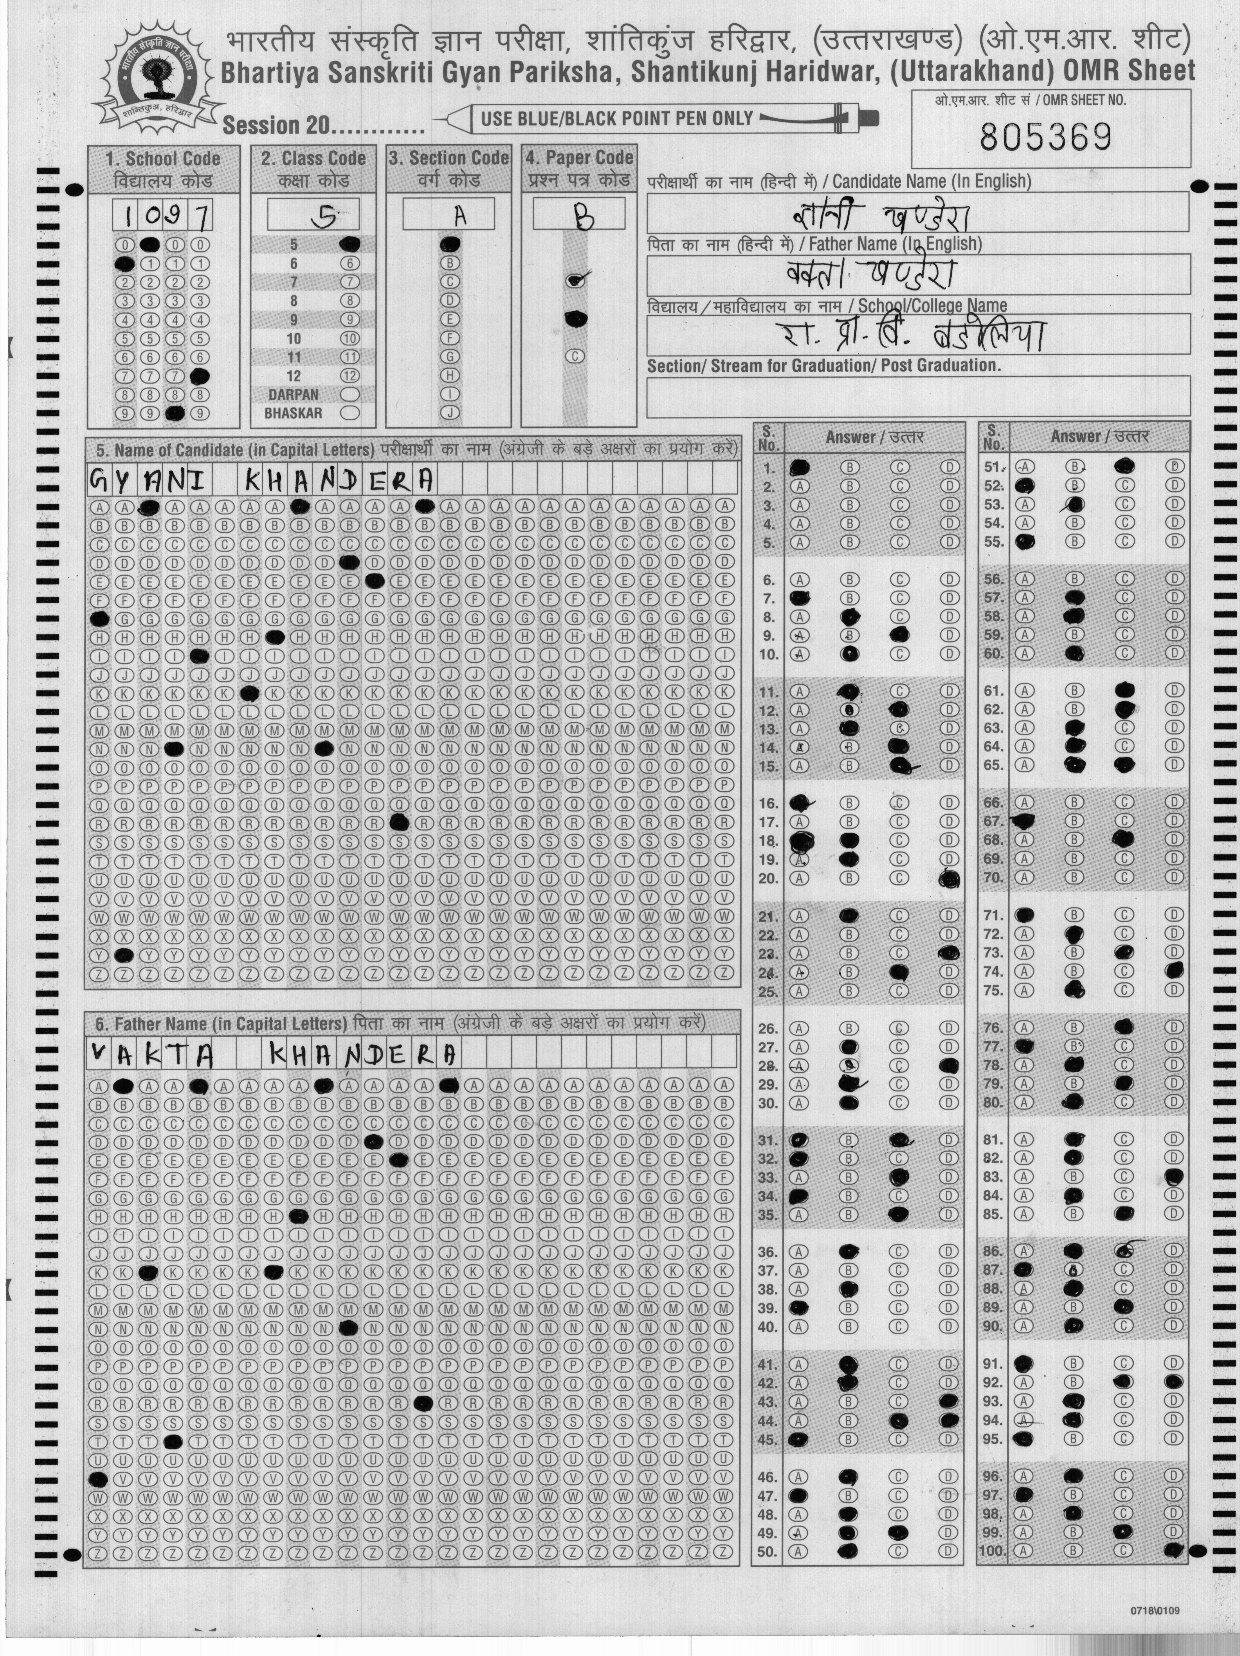 भारतीय संस्कृति ज्ञान परीक्षा, शांतिकुंज हरिद्वार, (उत्तराखण्ड) (ओ.एम.आर. शीट)
Bhartiya Sanskriti Gyan Pariksha, Shantikunj Haridwar, (Uttarakhand) OMR Sheet
Session 20............
USE BLUE/BLACK POINT PEN ONLY
ओ.एम.आर. शीट सं / OMR SHEET NO.
805369
1. School Code
विद्यालय कोड
1097
2. Class Code
कक्षा कोड
5
5
6
7
8
9
10
11
12
DARPAN
BHASKAR
3. Section Code
वर्ग कोड
A
4. Paper Code
प्रश्न पत्र कोड
B
परीक्षार्थी का नाम (हिन्दी में) / Candidate Name (In English)
खण्डेरा
पिता का नाम (हिन्दी में) / Father Name (In English)
वक्ता खण्डेरा
विद्यालय / महाविद्यालय का नाम / School/College Name
रा. प्रा. वि. बडोलिया
Section/ Stream for Graduation/ Post Graduation.
5. Name of Candidate (in Capital Letters) परीक्षार्थी का नाम (अंग्रेजी के बड़े अक्षरों का प्रयोग करें)
GYANI KHANDERA
6. Father Name (in Capital Letters) पिता का नाम (अंग्रेजी के बड़े अक्षरों का प्रयोग करें)
VAKTA KHANDERA
S. No. Answer / उत्तर
S. No. Answer / उत्तर
0718\0109